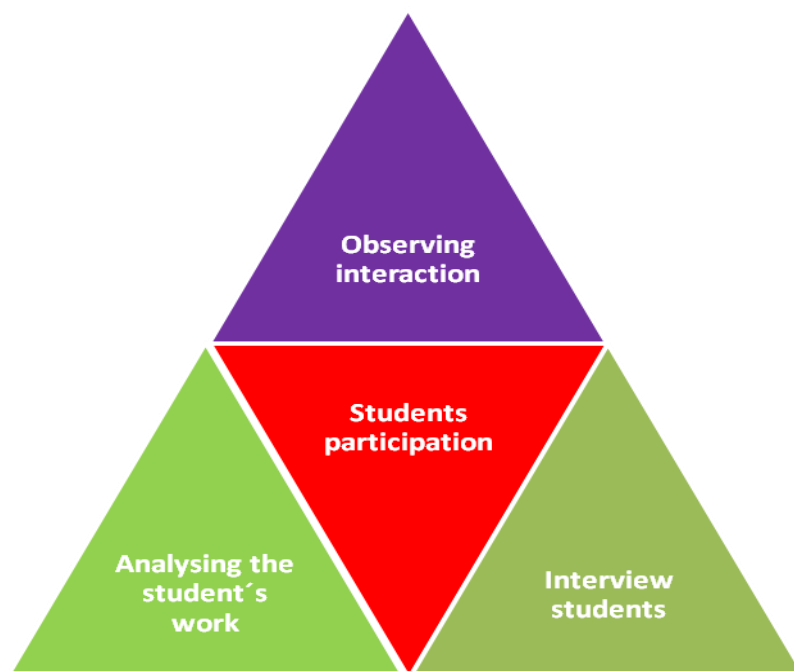 Observing
interaction
Students
participation
Analysing the
student´s
work
Interview
students